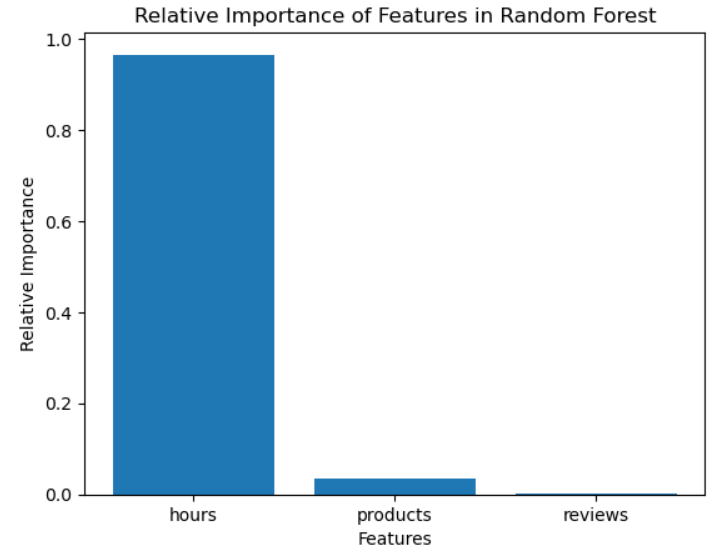 Relative Importance of Features in Random Forest
1.0
0.8
0.6
0.4
0.2
0.0
Relative Importance
hours products reviews
Features